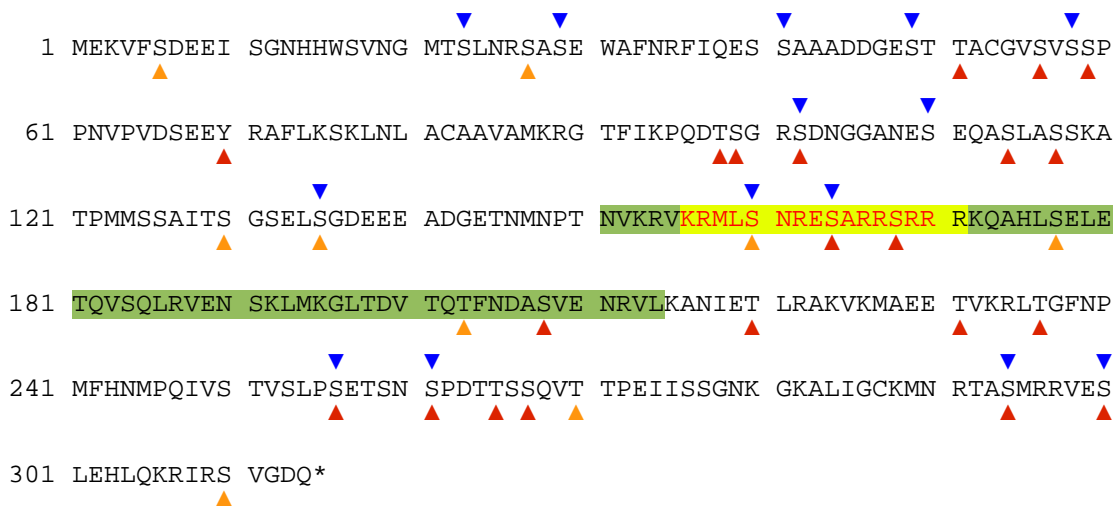 1 MEKVFSDEEI SGNHHWSVNG MTSLNRSASE WAFNRFIQES SAAADDGEST TACGVSVSSP
61 PNVPVDSEEY RAFLKSKLNL ACAAVAMKRG TFIKPQDTSG RSDNGGANES EQASLASSKA
121 TPMMSSAITS GSELSGDEEE ADGETNMNPT NVKRVKRMLS NRESARRSRR RKQAHLSELE
181 TQVSQLRVEN SKLMKGLTDV TQTFNDASVE NRVLKANIET LRAKVKMAEE TVKRLTGFNP
241 MFHNMPQIVS TVSLPSETSN SPDTTSSQVT TPEIISSGNK GKALIGCKMN RTASMRRVES
301 LEHLQKRIRS VGDQ*